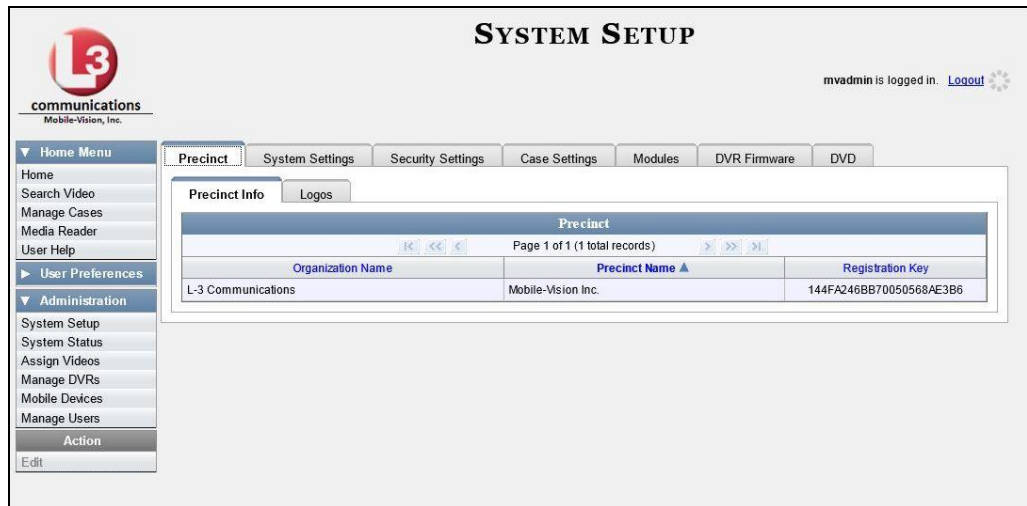 SYSTEM SETUP
L3
communications
Mobile-Vision, Inc.
mvadmin is logged in. Logout
▼ Home Menu
Home
Search Video
Manage Cases
Media Reader
User Help
▶ User Preferences
▼ Administration
System Setup
System Status
Assign Videos
Manage DVRs
Mobile Devices
Manage Users
Action
Edit
Precinct System Settings Security Settings Case Settings Modules DVR Firmware DVD
Precinct Info Logos
Precinct
Page 1 of 1 (1 total records)
Organization Name Precinct Name ▲ Registration Key
L-3 Communications Mobile-Vision Inc. 144FA246BB70050568AE3B6